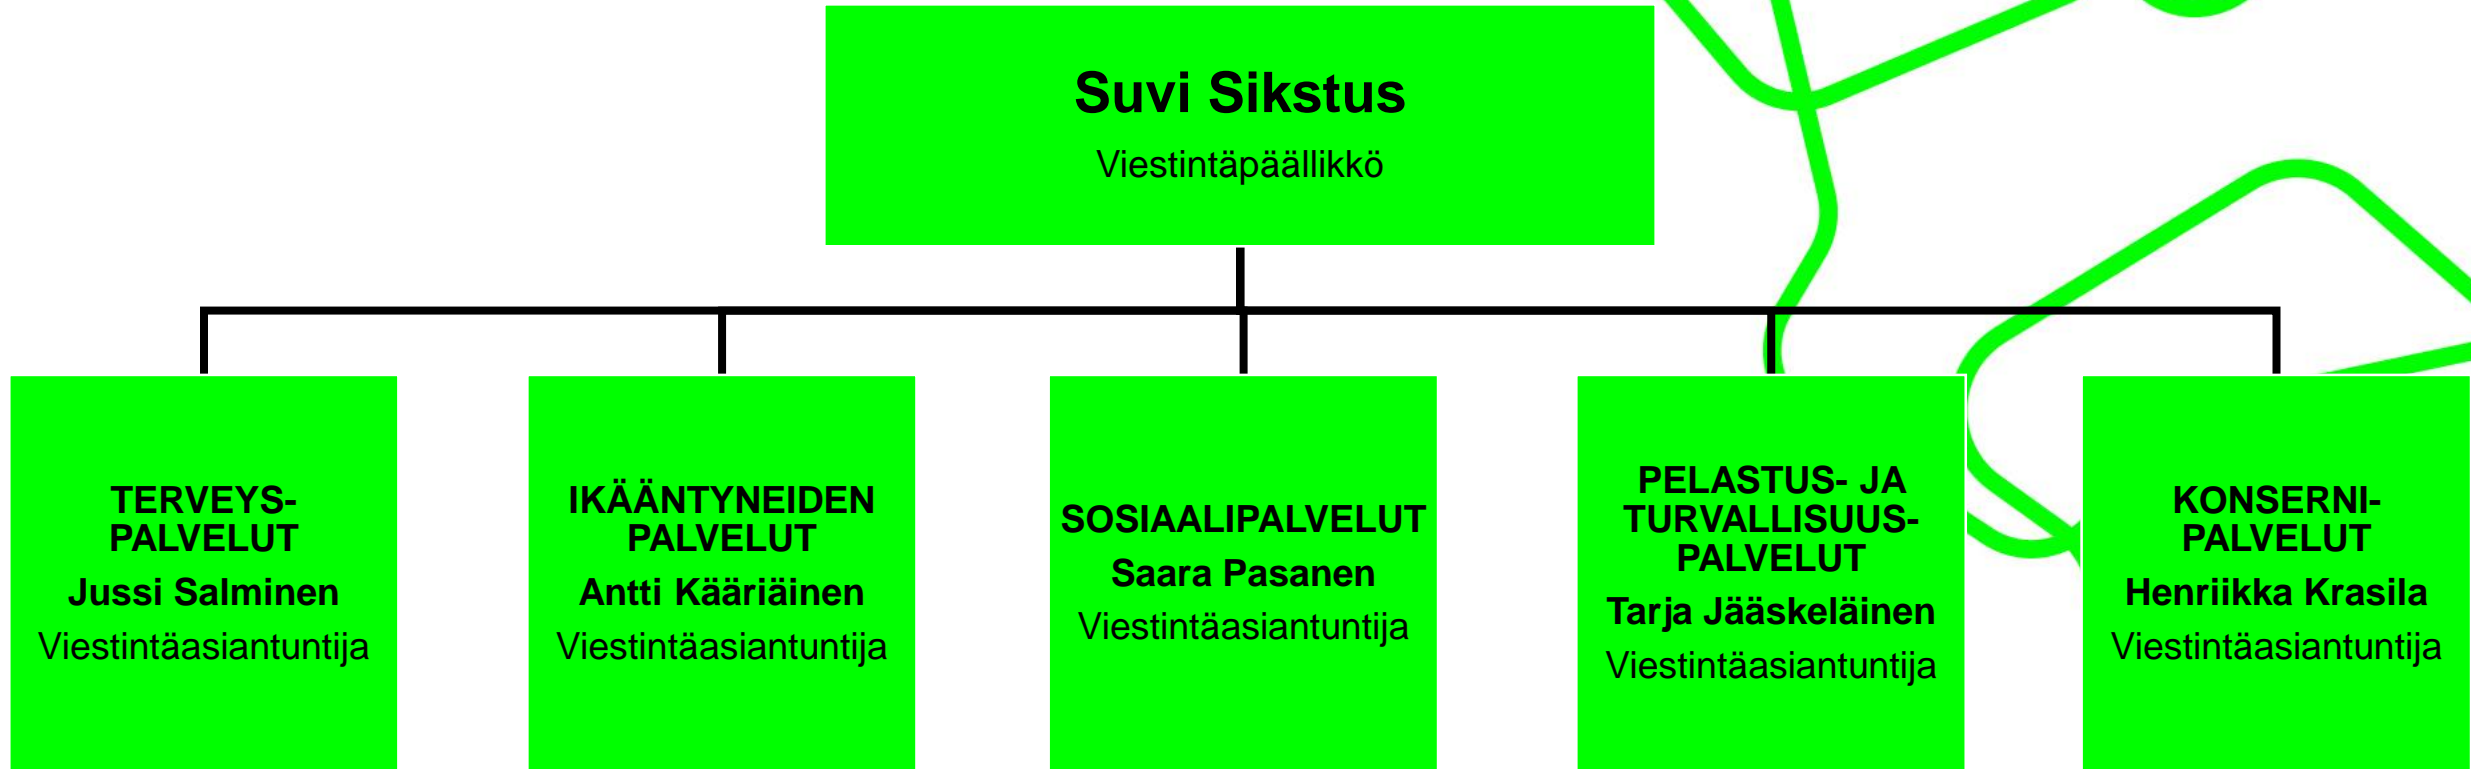 Suvi Sikstus
Viestintäpäällikkö
TERVEYS-
PALVELUT
Jussi Salminen
Viestintäasiantuntija
IKÄÄNTYNEIDEN
PALVELUT
Antti Kääriäinen
Viestintäasiantuntija
SOSIAALIPALVELUT
Saara Pasanen
Viestintäasiantuntija
PELASTUS- JA
TURVALLISUUS-
PALVELUT
Tarja Jääskeläinen
Viestintäasiantuntija
KONSERNI-
PALVELUT
Henriikka Krasila
Viestintäasiantuntija